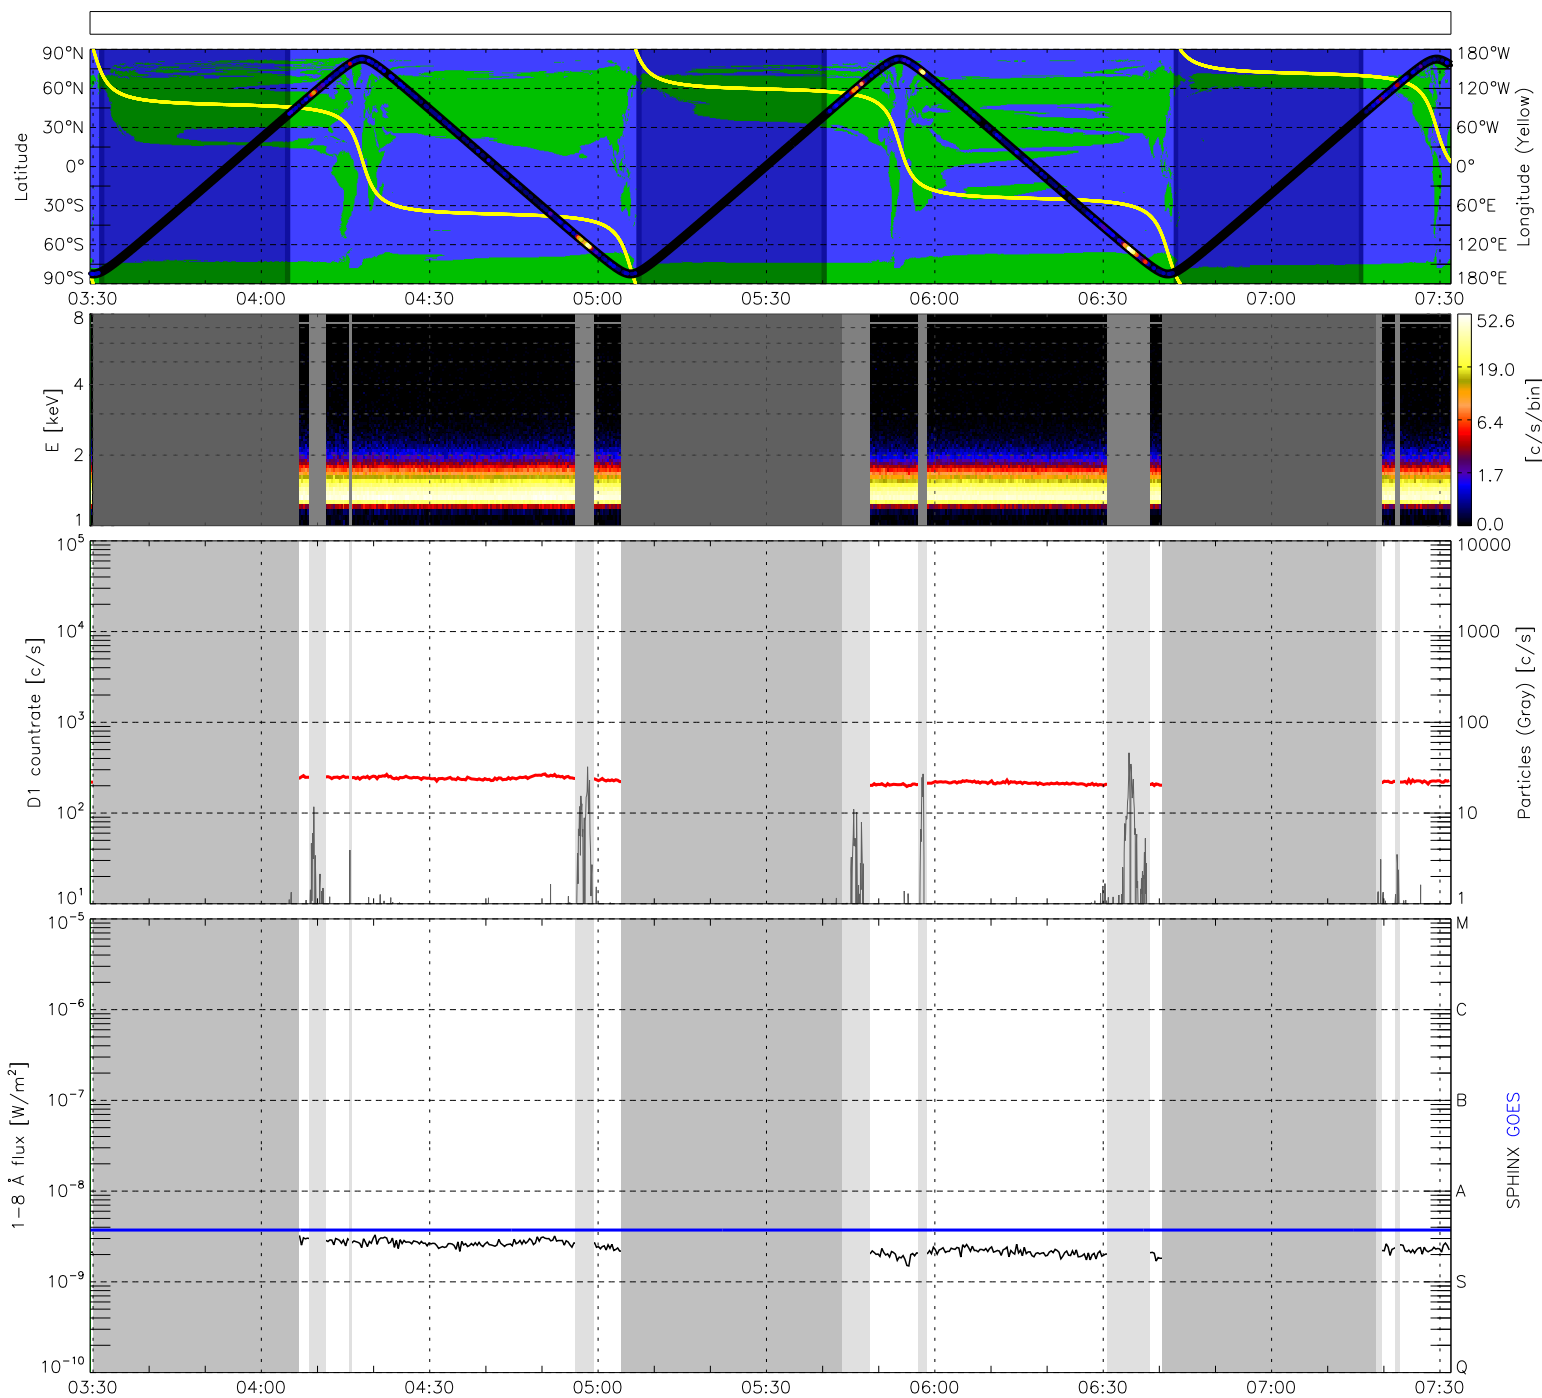 90°N 180°W
60°N 120°W
30°N 60°W
0° 0°
30°S 60°E
60°S 120°E
90°S 180°E
Latitude
Longitude (Yellow)
03:30 04:00 04:30 05:00 05:30 06:00 06:30 07:00 07:30
8
4
2
1
E [keV]
52.6
19.0
6.4
1.7
0.0
[c/s/bin]
10⁵ 10000
10⁴ 1000
10³ 100
10² 10
10¹ 1
D1 countrate [c/s]
Particles (Gray) [c/s]
10⁻⁵ M
10⁻⁶ C
10⁻⁷ B
10⁻⁸ A
10⁻⁹ S
10⁻¹⁰ Q
1-8 Å flux [W/m²]
SPHINX GOES
03:30 04:00 04:30 05:00 05:30 06:00 06:30 07:00 07:30